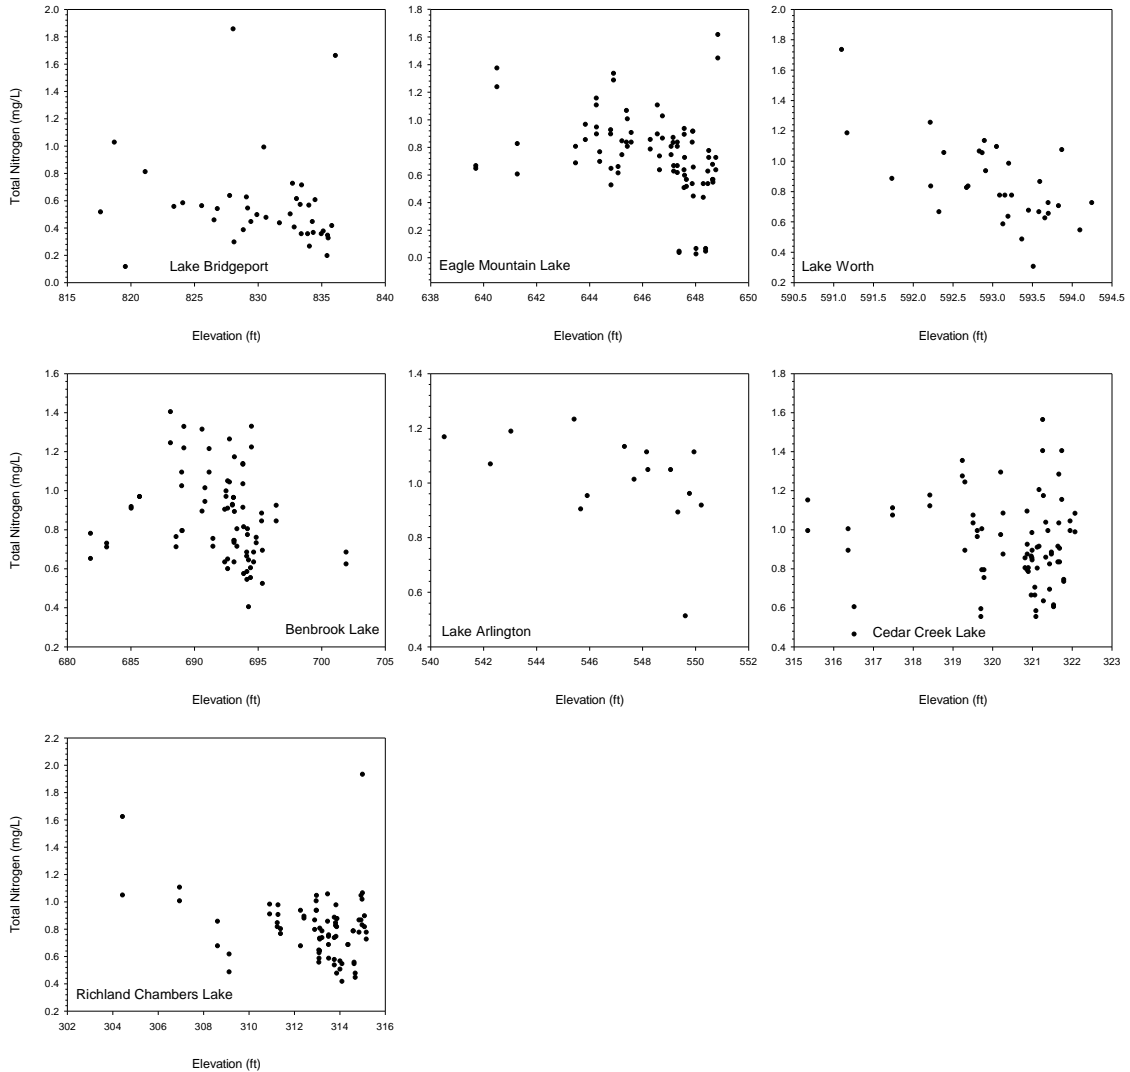 2.0
1.8
1.6
1.4
1.2
1.0
0.8
0.6
0.4
0.2
0.0
Total Nitrogen (mg/L)
Lake Bridgeport
815 820 825 830 835 840
Elevation (ft)
1.8
1.6
1.4
1.2
1.0
0.8
0.6
0.4
0.2
0.0
Eagle Mountain Lake
638 640 642 644 646 648 650
Elevation (ft)
2.0
1.8
1.6
1.4
1.2
1.0
0.8
0.6
0.4
0.2
Lake Worth
590.5 591.0 591.5 592.0 592.5 593.0 593.5 594.0 594.5
Elevation (ft)
1.6
1.4
1.2
1.0
0.8
0.6
0.4
0.2
Total Nitrogen (mg/L)
Benbrook Lake
680 685 690 695 700 705
Elevation (ft)
1.4
1.2
1.0
0.8
0.6
0.4
Lake Arlington
540 542 544 546 548 550 552
Elevation (ft)
1.8
1.6
1.4
1.2
1.0
0.8
0.6
0.4
Cedar Creek Lake
315 316 317 318 319 320 321 322 323
Elevation (ft)
2.2
2.0
1.8
1.6
1.4
1.2
1.0
0.8
0.6
0.4
0.2
Total Nitrogen (mg/L)
Richland Chambers Lake
302 304 306 308 310 312 314 316
Elevation (ft)